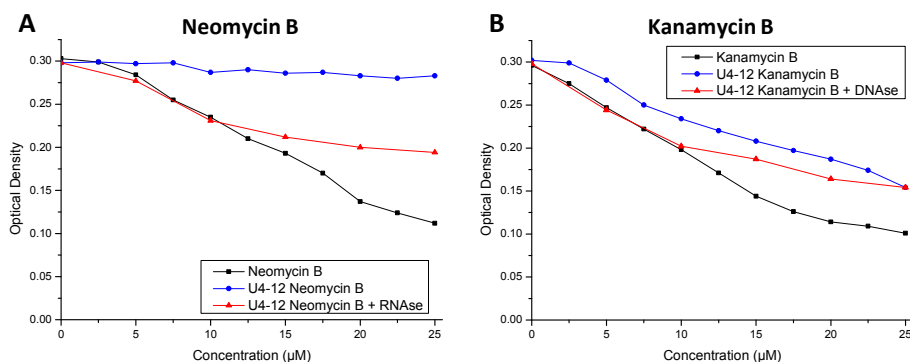 A
Neomycin B
Optical Density
0.30
0.25
0.20
0.15
0.10
0.05
0.00
0
5
10
15
20
25
Concentration (µM)
Neomycin B
U4-12 Neomycin B
U4-12 Neomycin B + RNAse
B
Kanamycin B
Optical Density
0.30
0.25
0.20
0.15
0.10
0.05
0.00
0
5
10
15
20
25
Concentration (µM)
Kanamycin B
U4-12 Kanamycin B
U4-12 Kanamycin B + DNAse